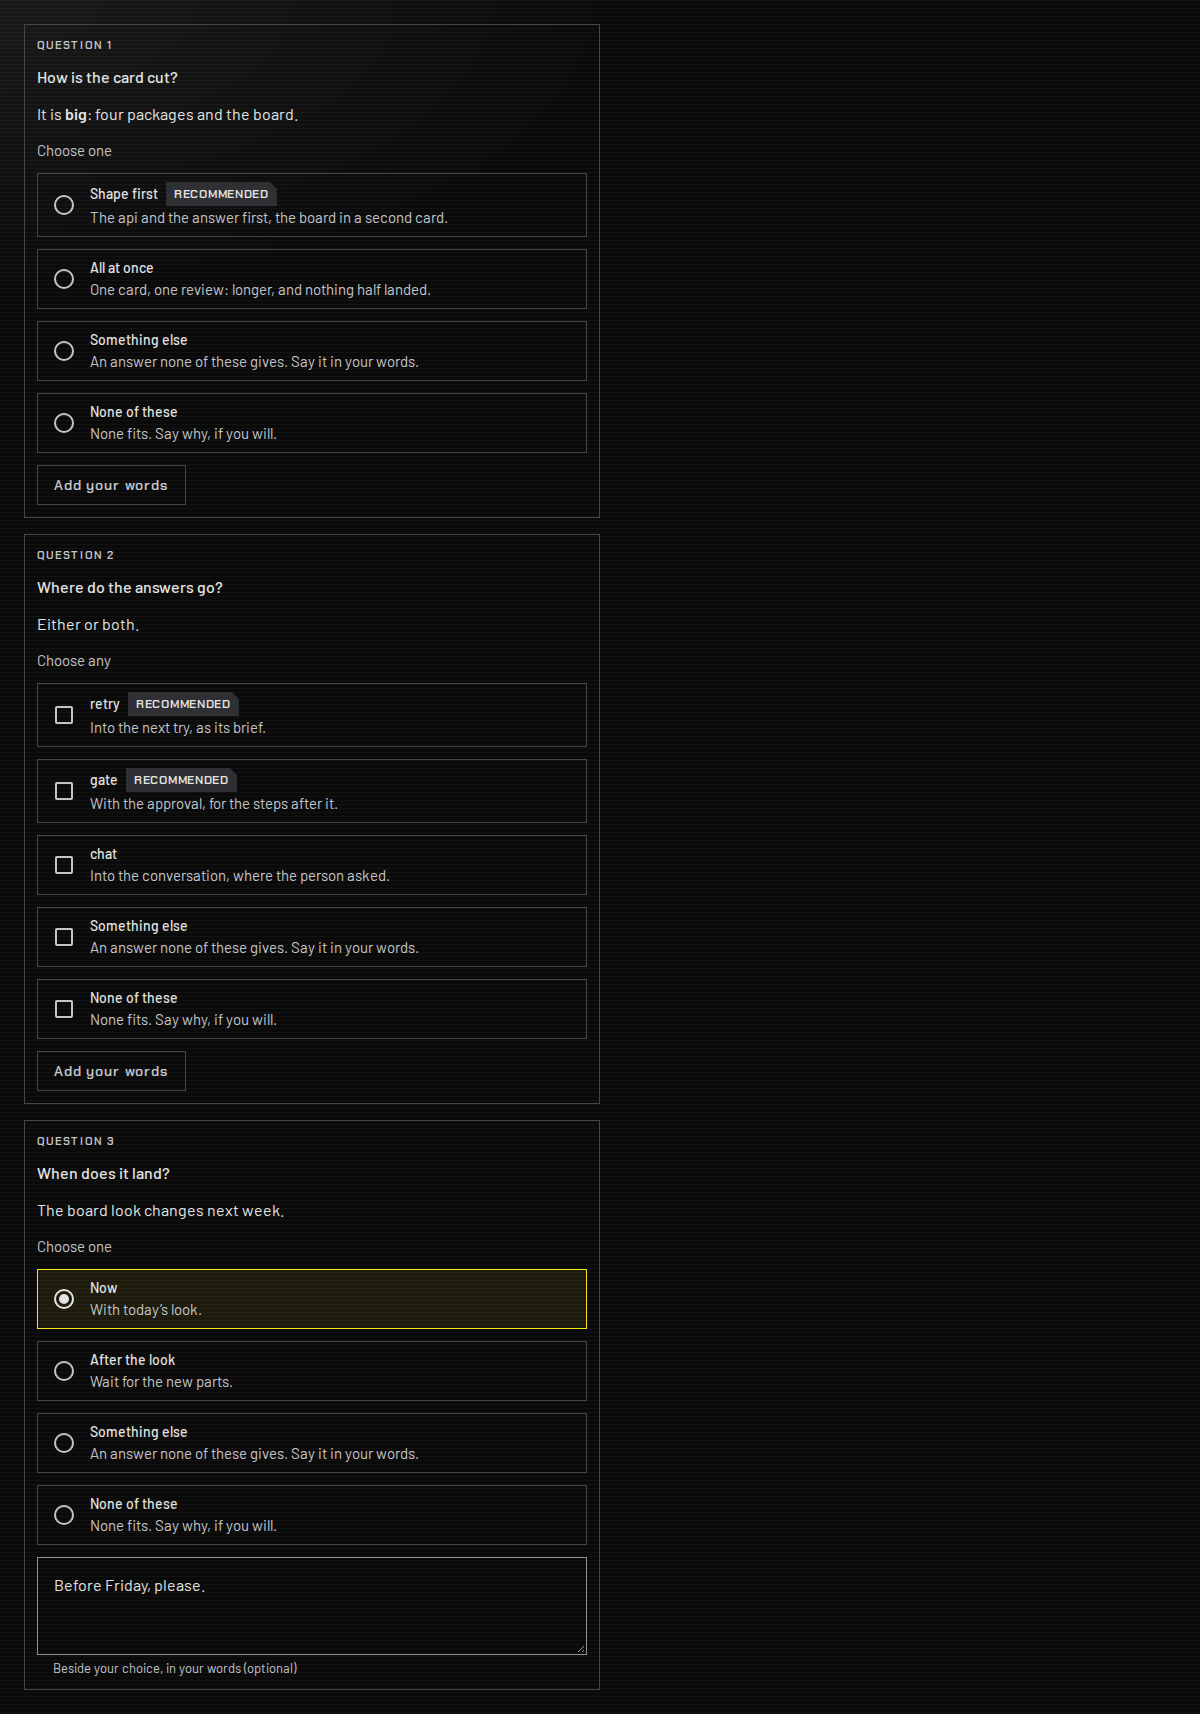 QUESTION 1
How is the card cut?
It is big: four packages and the board.
Choose one
Shape first RECOMMENDED
The api and the answer first, the board in a second card.
All at once
One card, one review: longer, and nothing half landed.
Something else
An answer none of these gives. Say it in your words.
None of these
None fits. Say why, if you will.
Add your words
QUESTION 2
Where do the answers go?
Either or both.
Choose any
retry RECOMMENDED
Into the next try, as its brief.
gate RECOMMENDED
With the approval, for the steps after it.
chat
Into the conversation, where the person asked.
Something else
An answer none of these gives. Say it in your words.
None of these
None fits. Say why, if you will.
Add your words
QUESTION 3
When does it land?
The board look changes next week.
Choose one
Now
With today's look.
After the look
Wait for the new parts.
Something else
An answer none of these gives. Say it in your words.
None of these
None fits. Say why, if you will.
Before Friday, please.
Beside your choice, in your words (optional)